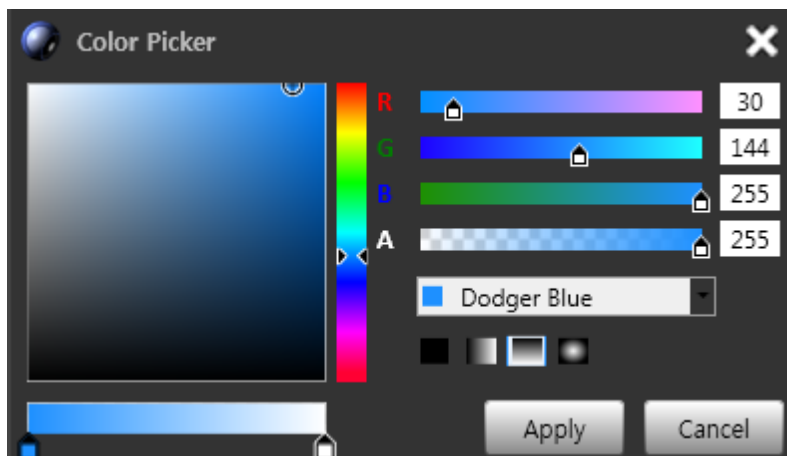 Color Picker
R 30
G 144
B 255
A 255
Dodger Blue
Apply Cancel